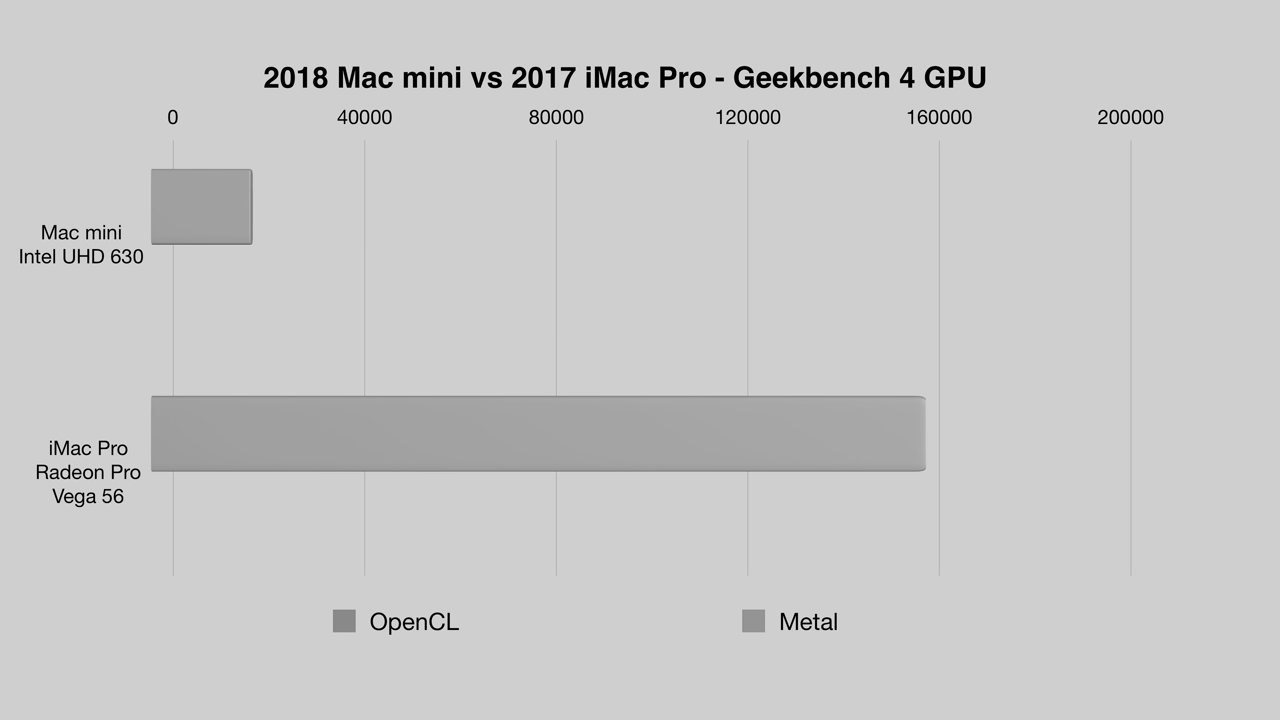 2018 Mac mini vs 2017 iMac Pro - Geekbench 4 GPU
0 40000 80000 120000 160000 200000
Mac mini
Intel UHD 630
iMac Pro
Radeon Pro
Vega 56
OpenCL Metal